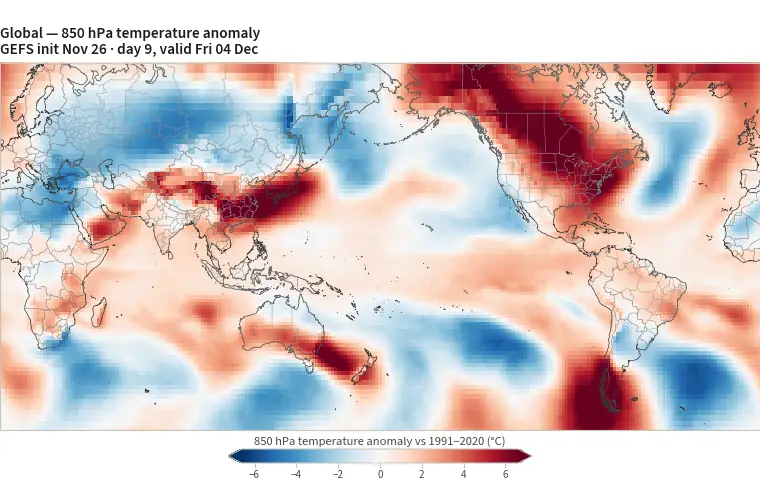 Global — 850 hPa temperature anomaly
GEFS init Nov 26 · day 9, valid Fri 04 Dec
850 hPa temperature anomaly vs 1991–2020 (°C)
−6 −4 −2 0 2 4 6